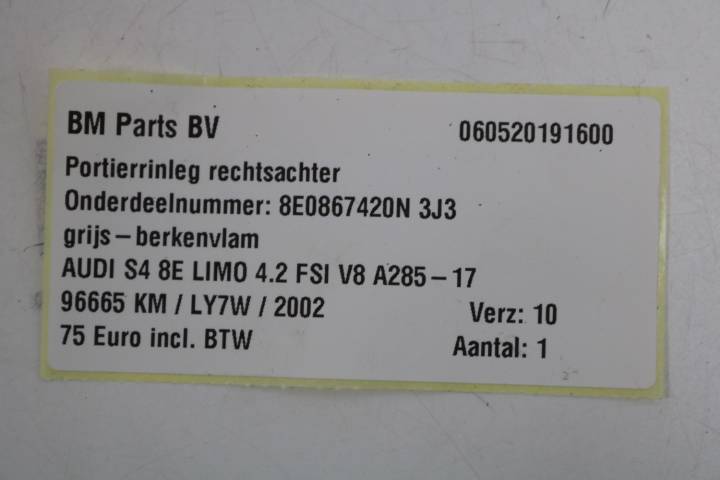 BM Parts BV 060520191600
Portierrinleg rechtsachter
Onderdeelnummer: 8E0867420N 3J3
grijs – berkenvlam
AUDI S4 8E LIMO 4.2 FSI V8 A285 – 17
96665 KM / LY7W / 2002 Verz: 10
75 Euro incl. BTW Aantal: 1